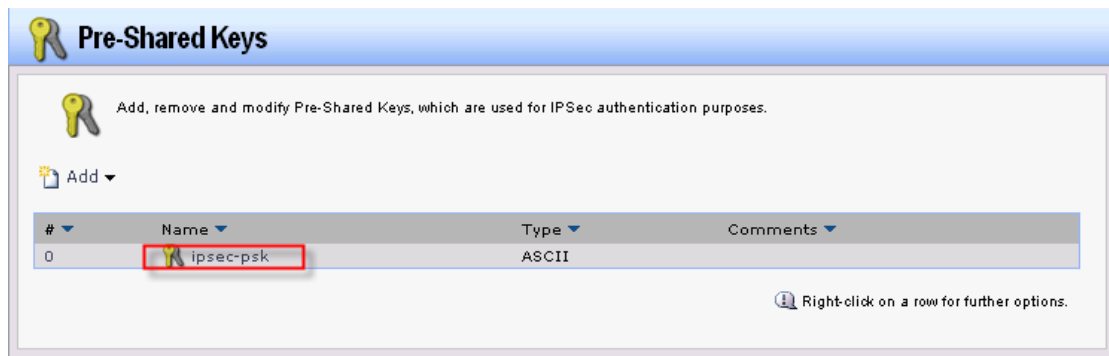 Pre-Shared Keys
Add, remove and modify Pre-Shared Keys, which are used for IPSec authentication purposes.
Add
# Name Type Comments
0 ipsec-psk ASCII
Right-click on a row for further options.